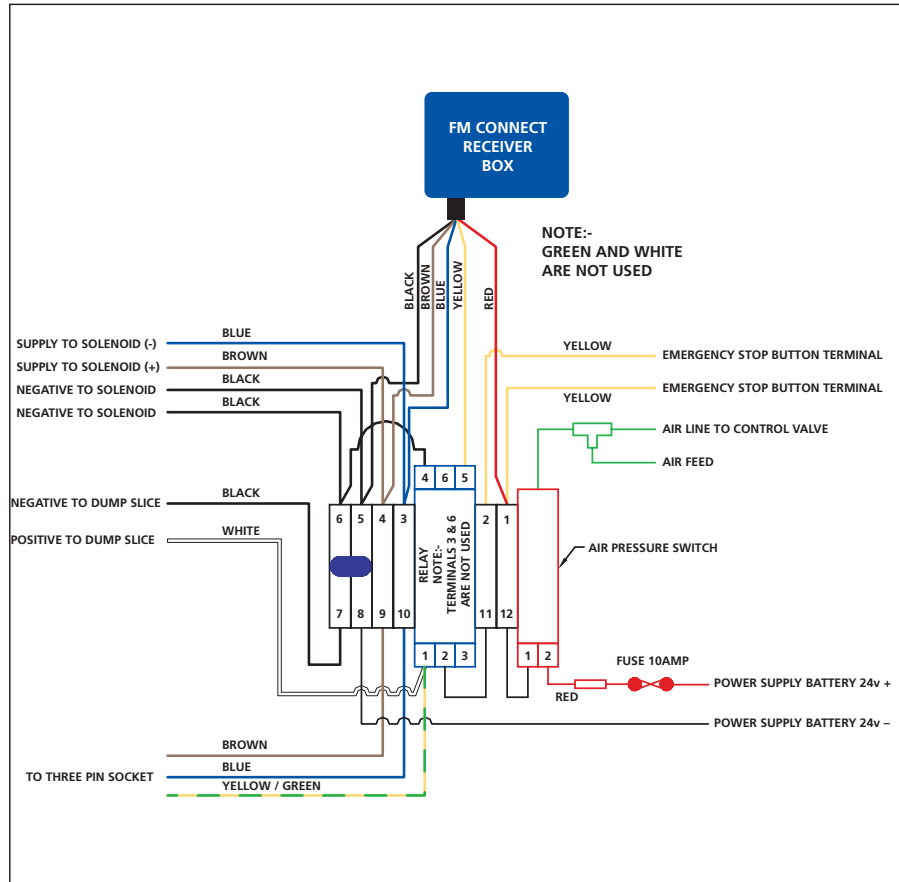 FM CONNECT
RECEIVER
BOX
NOTE:-
GREEN AND WHITE
ARE NOT USED
BLACK
BROWN
BLUE
YELLOW
RED
SUPPLY TO SOLENOID (-)
BLUE
SUPPLY TO SOLENOID (+)
BROWN
NEGATIVE TO SOLENOID
BLACK
NEGATIVE TO SOLENOID
BLACK
YELLOW
EMERGENCY STOP BUTTON TERMINAL
EMERGENCY STOP BUTTON TERMINAL
YELLOW
AIR LINE TO CONTROL VALVE
AIR FEED
4 6 5
NEGATIVE TO DUMP SLICE
BLACK
POSITIVE TO DUMP SLICE
WHITE
6 5 4 3
2 1
RELAY
NOTE:-
TERMINALS 3 & 6
ARE NOT USED
AIR PRESSURE SWITCH
7 8 9 10
11 12
1 2 3
1 2
FUSE 10AMP
RED
POWER SUPPLY BATTERY 24v +
POWER SUPPLY BATTERY 24v –
BROWN
TO THREE PIN SOCKET
BLUE
YELLOW / GREEN